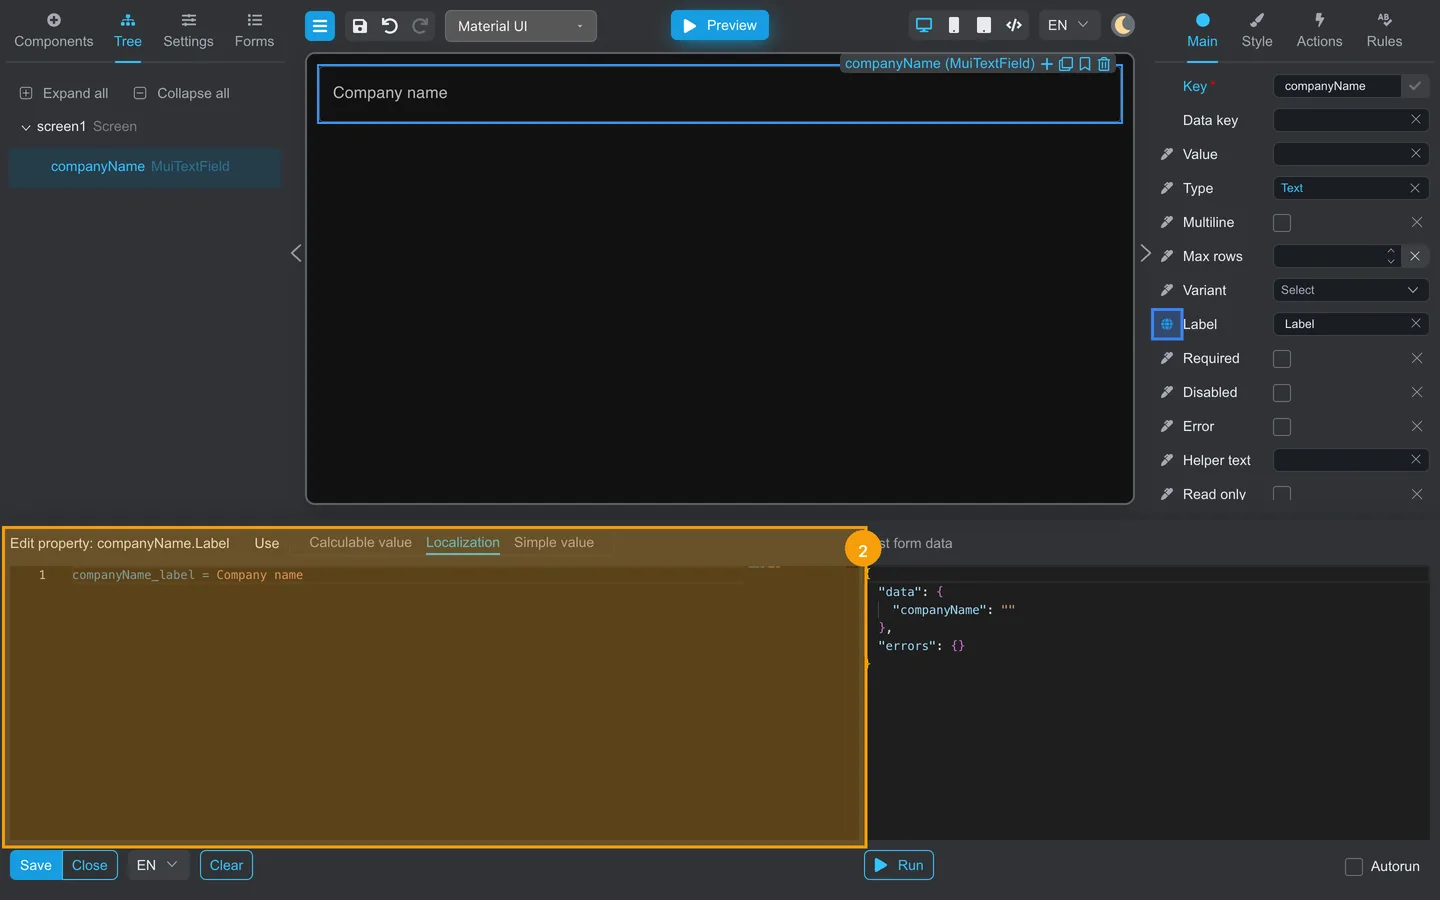 Components
Tree
Settings
Forms
Material UI
Preview
EN
Main
Style
Actions
AB
Rules
Expand all
Collapse all
screen1 Screen
companyName MuiTextField
companyName (MuiTextField)
Company name
Key* companyName
Data key
Value
Type Text
Multiline
Max rows
Variant Select
Label Label
Required
Disabled
Error
Helper text
Read only
Edit property: companyName.Label Use Calculable value Localization Simple value
2
st form data
1 companyName_label = Company name
{
"data": {
"companyName": ""
},
"errors": {}
}
Save Close EN Clear
Run
Autorun